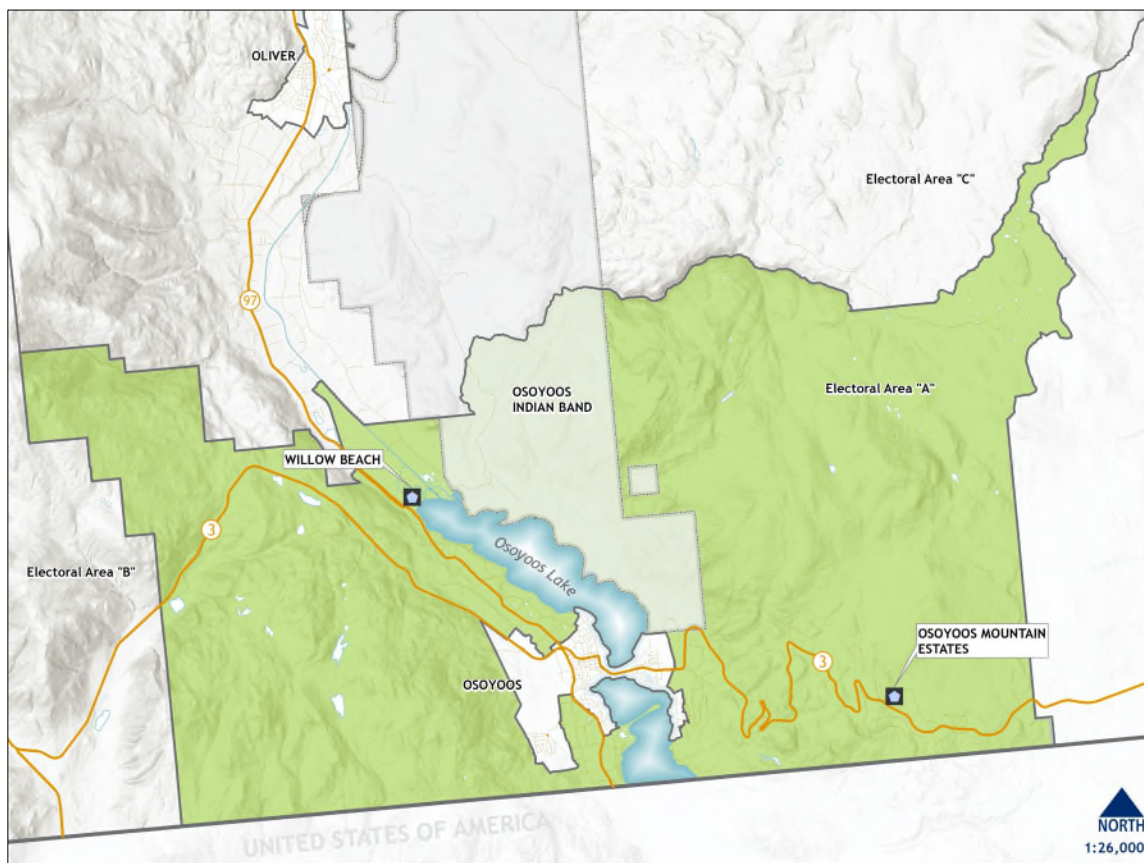 OLIVER
Electoral Area "C"
97
Electoral Area "A"
OSOYOOS
INDIAN BAND
WILLOW BEACH
3
Osoyoos Lake
Electoral Area "B"
OSOYOOS MOUNTAIN
ESTATES
3
OSOYOOS
UNITED STATES OF AMERICA
NORTH
1:26,000